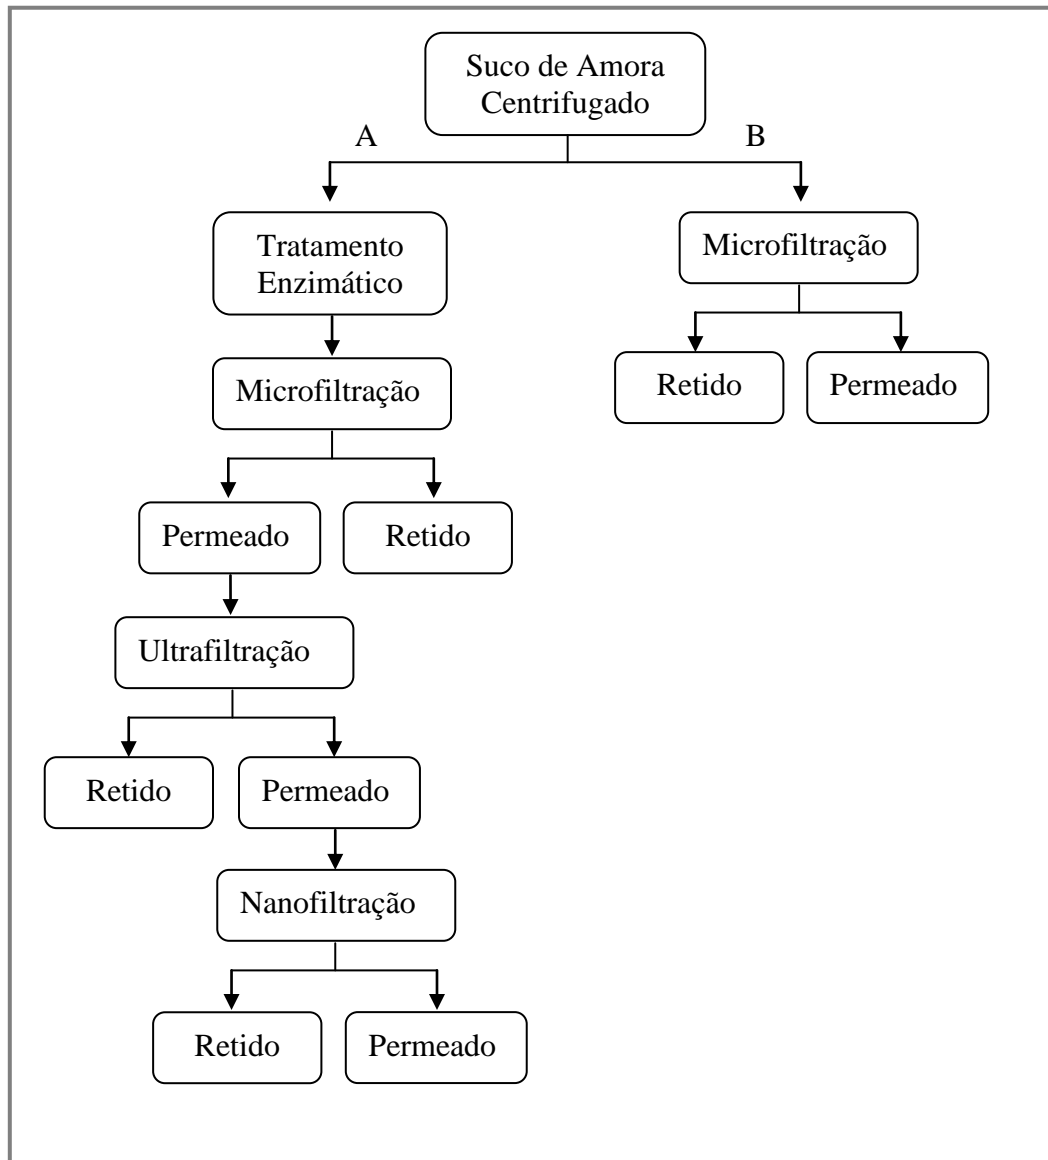 Suco de Amora
Centrifugado
A
B
Tratamento
Enzimático
Microfiltração
Microfiltração
Retido
Permeado
Permeado
Retido
Ultrafiltração
Retido
Permeado
Nanofiltração
Retido
Permeado